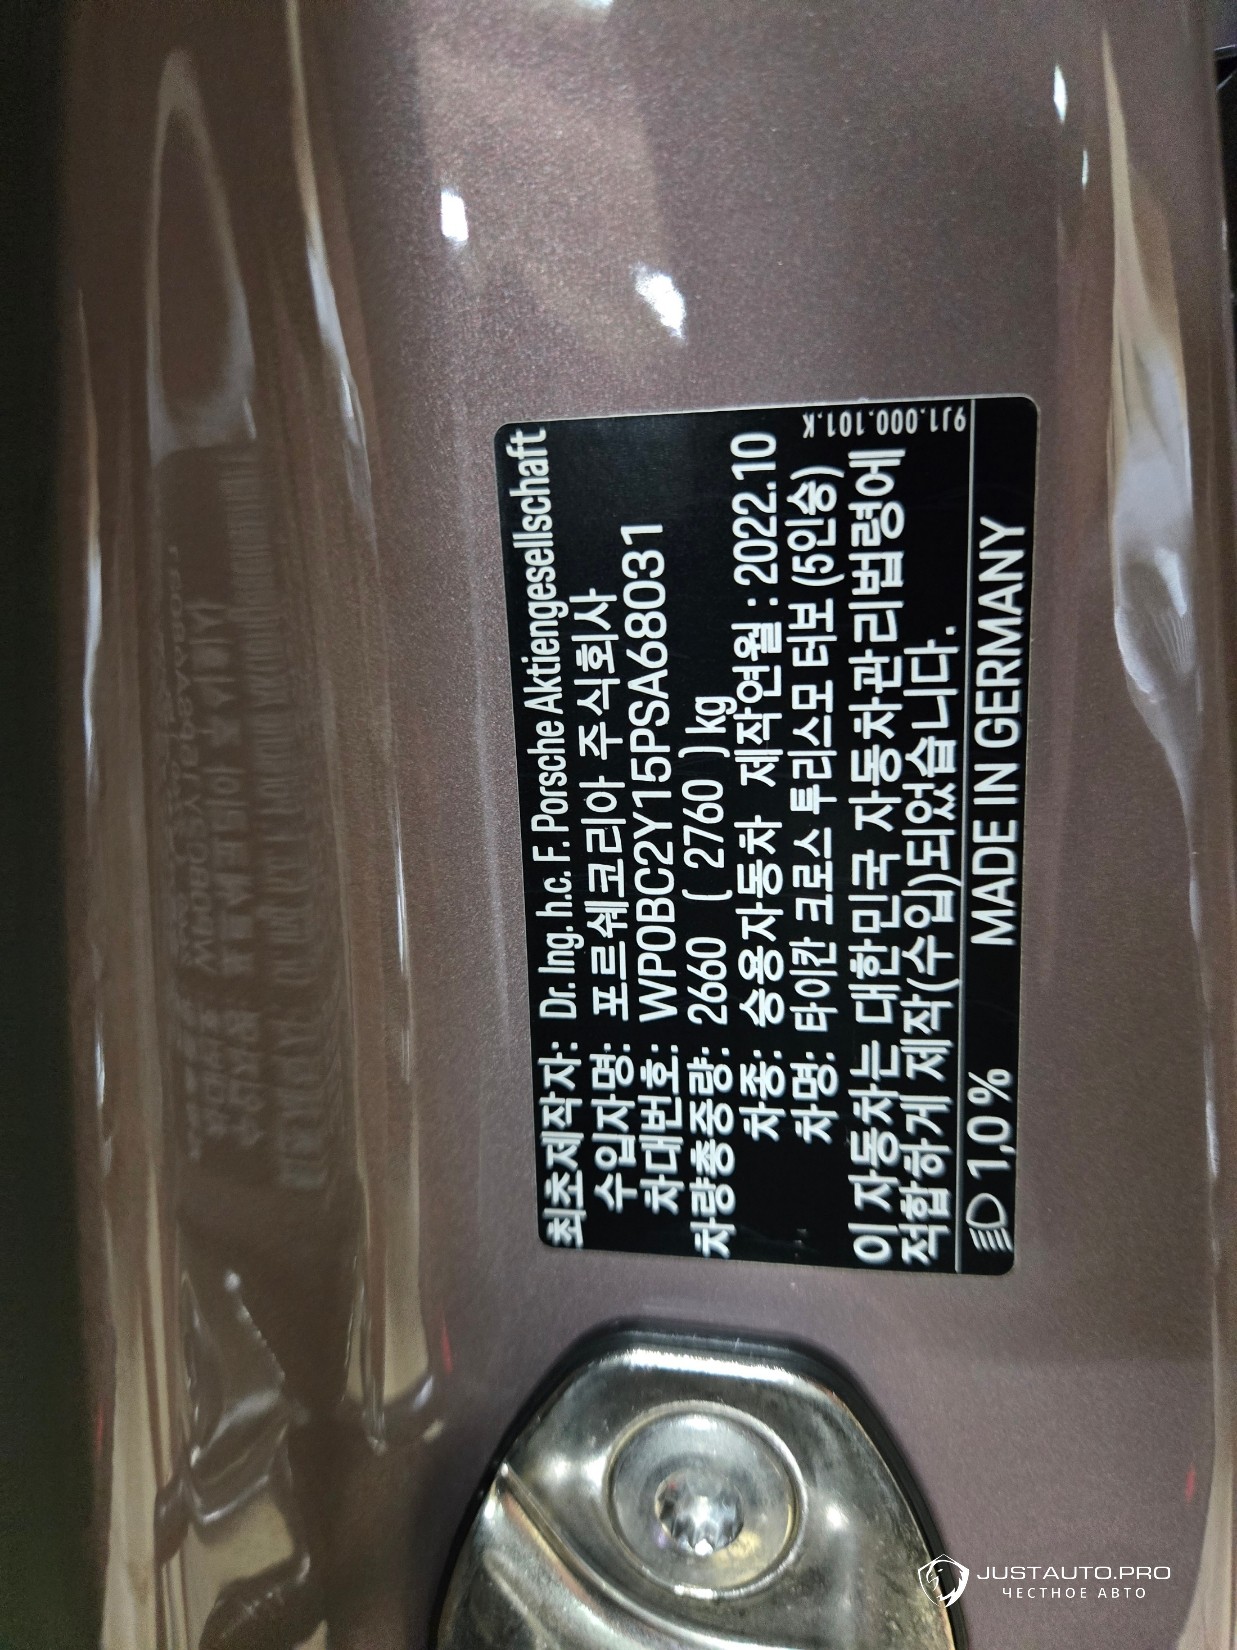 최초제작자: Dr. Ing. h.c. F. Porsche Aktiengesellschaft
수입자명: 포르쉐코리아 주식회사
차대번호: WP0BC2Y15PSA68031
차량총중량: 2660 ( 2760 ) kg
차종: 승용자동차 제작연월 : 2022.10
차명: 타이칸 크로스 투리스모 터보 (5인승)
이 자동차는 대한민국 자동차관리법령에
적합하게 제작(수입)되었습니다.
9J1.000.101.K
1,0 % MADE IN GERMANY
JUSTAUTO.PRO
ЧЕСТНОЕ АВТО